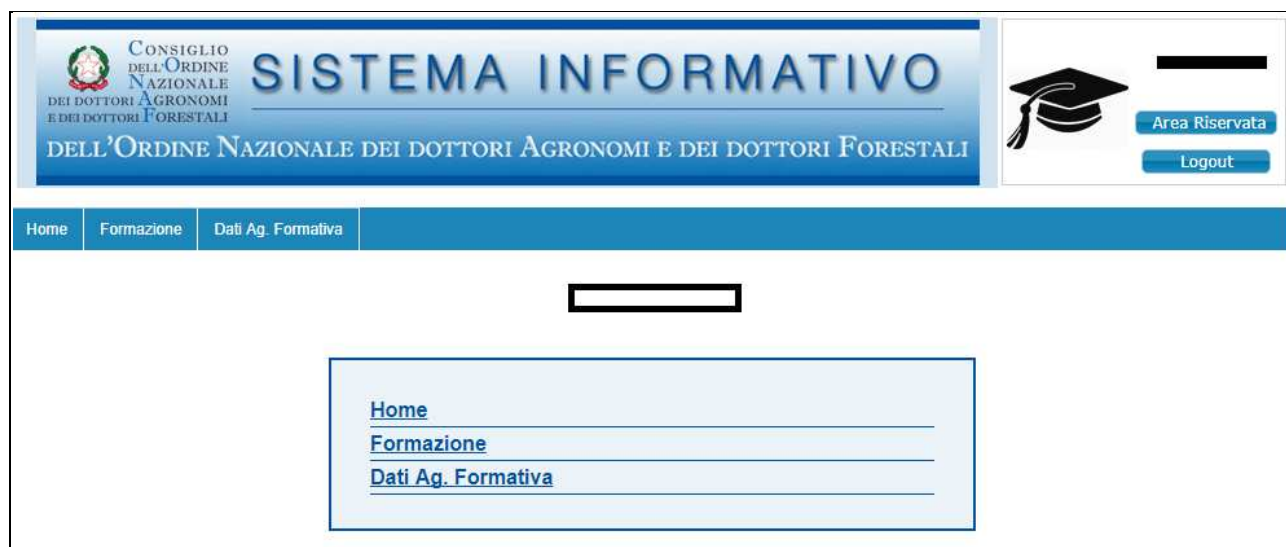 CONSIGLIO
DELL'ORDINE
NAZIONALE
DEI DOTTORI AGRONOMI
E DEI DOTTORI FORESTALI
SISTEMA INFORMATIVO
DELL'ORDINE NAZIONALE DEI DOTTORI AGRONOMI E DEI DOTTORI FORESTALI
Area Riservata
Logout
Home Formazione Dati Ag. Formativa
Home
Formazione
Dati Ag. Formativa